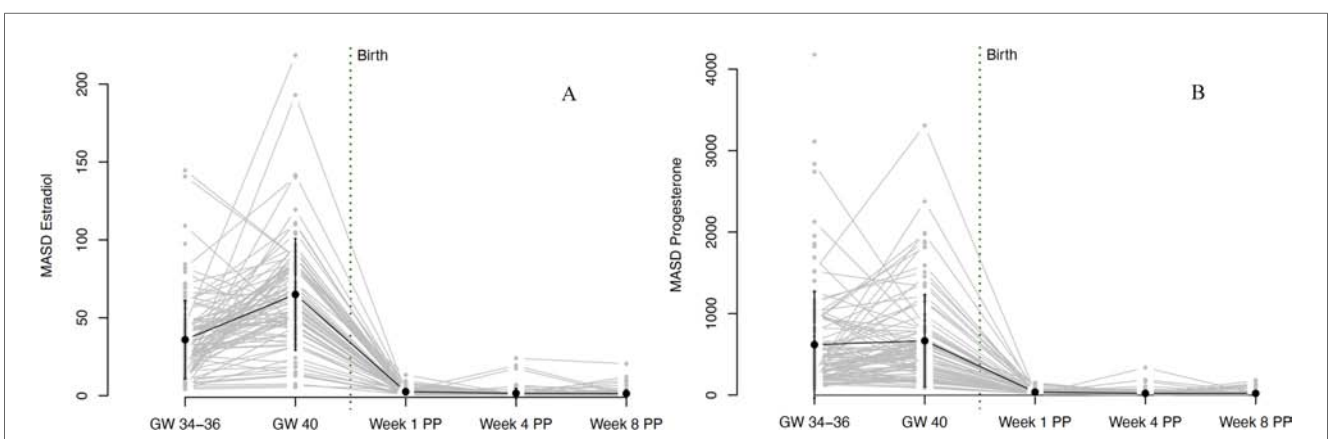 Birth
A
MASD Estradiol
200
150
100
50
0
GW 34–36
GW 40
Week 1 PP
Week 4 PP
Week 8 PP
Birth
B
MASD Progesterone
4000
3000
2000
1000
0
GW 34–36
GW 40
Week 1 PP
Week 4 PP
Week 8 PP